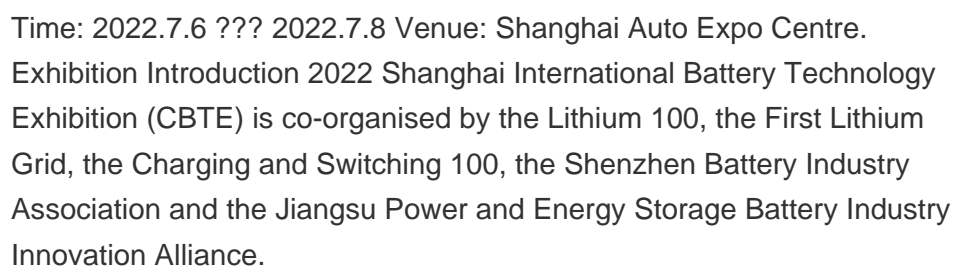 Time: 2022.7.6 ??? 2022.7.8 Venue: Shanghai Auto Expo Centre.
Exhibition Introduction 2022 Shanghai International Battery Technology
Exhibition (CBTE) is co-organised by the Lithium 100, the First Lithium
Grid, the Charging and Switching 100, the Shenzhen Battery Industry
Association and the Jiangsu Power and Energy Storage Battery Industry
Innovation Alliance.